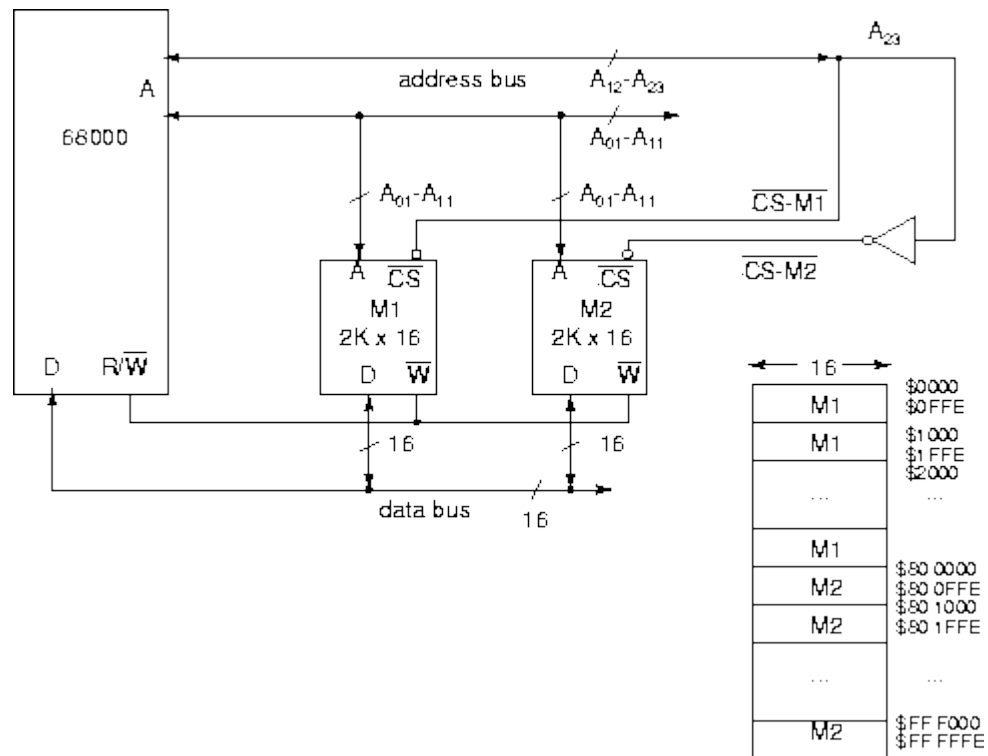 A₂₃
address bus
A₁₂-A₂₃
A
68000
A₀₁-A₁₁
A₀₁-A₁₁
A₀₁-A₁₁
CS-M1
CS-M2
A
CS
M1
2K x 16
D
W
A
CS
M2
2K x 16
D
W
D
R/W
16
16
data bus
16
16
M1
$0000
$0FFE
M1
$1000
$1FFE
$2000
...
...
M1
M2
$80 0000
$80 0FFE
M2
$80 1000
$80 1FFE
...
...
M2
$FF F000
$FF FFFE